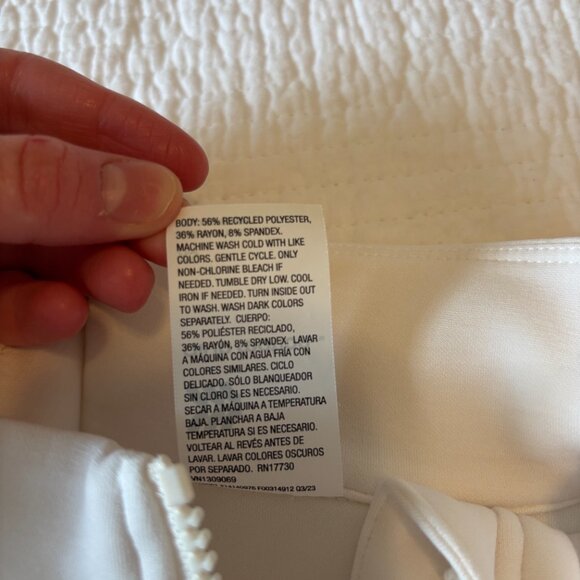 BODY: 56% RECYCLED POLYESTER,
36% RAYON, 8% SPANDEX.
MACHINE WASH COLD WITH LIKE
COLORS. GENTLE CYCLE. ONLY
NON-CHLORINE BLEACH IF
NEEDED. TUMBLE DRY LOW. COOL
IRON IF NEEDED. TURN INSIDE OUT
TO WASH. WASH DARK COLORS
SEPARATELY. CUERPO:
56% POLIÉSTER RECICLADO,
36% RAYÓN, 8% SPANDEX. LAVAR
A MÁQUINA CON AGUA FRÍA CON
COLORES SIMILARES. CICLO
DELICADO. SÓLO BLANQUEADOR
SIN CLORO SI ES NECESARIO.
SECAR A MÁQUINA A TEMPERATURA
BAJA. PLANCHAR A BAJA
TEMPERATURA SI ES NECESARIO.
VOLTEAR AL REVÉS ANTES DE
LAVAR. LAVAR COLORES OSCUROS
POR SEPARADO. RN17730
VN1309069
F00314912 Q3/23